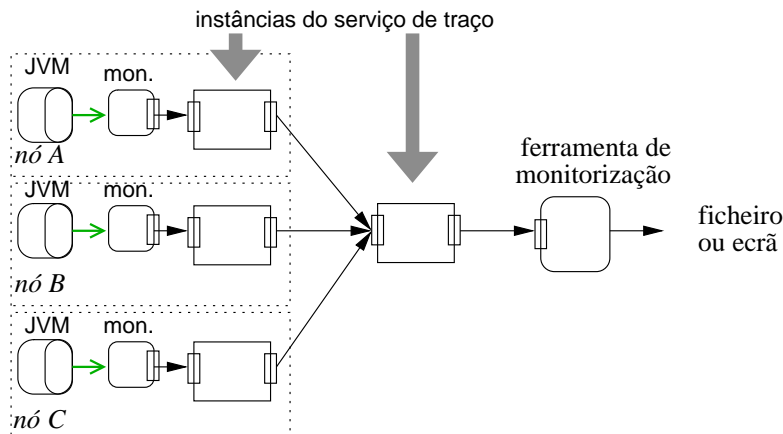 instâncias do serviço de traço
JVM
mon.
nó A
JVM
mon.
nó B
JVM
mon.
nó C
ferramenta de
monitorização
ficheiro
ou ecrã